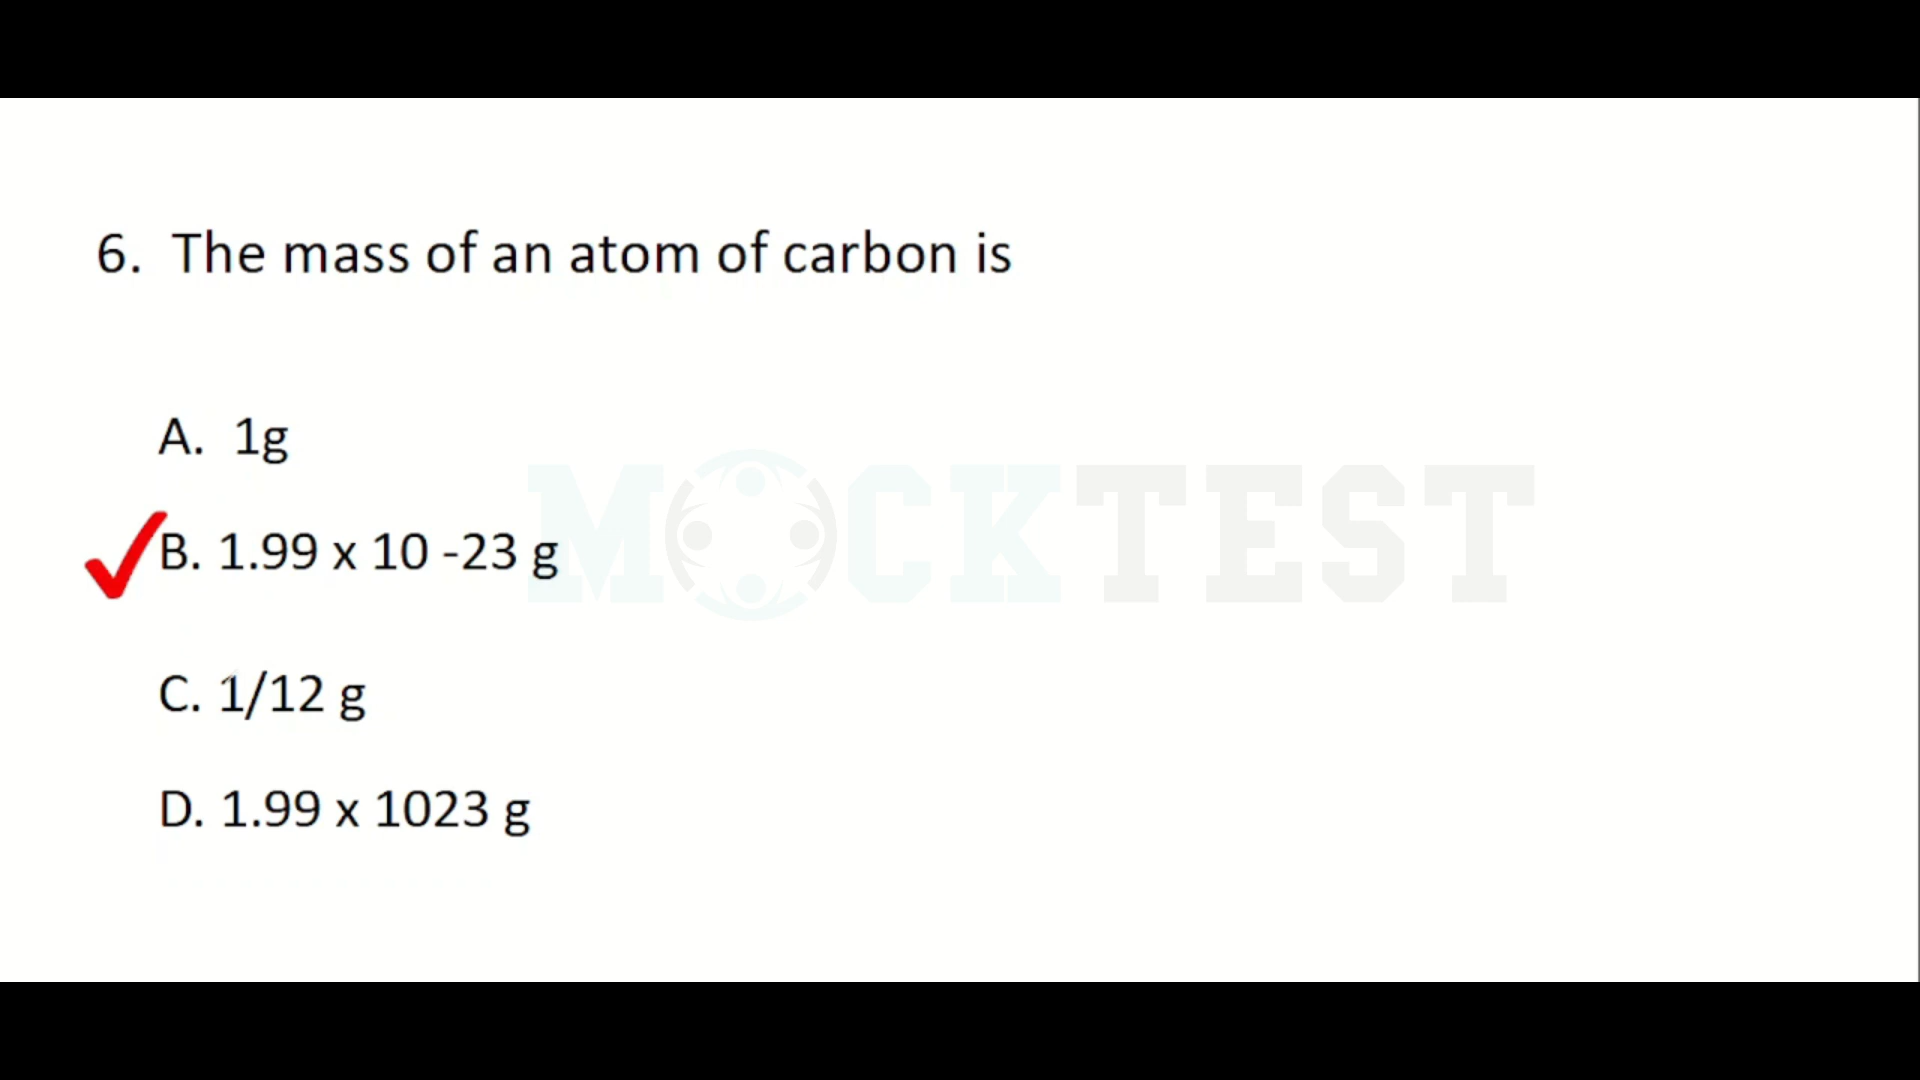 6. The mass of an atom of carbon is
A. 1g
B. 1.99 x 10 -23 g
MOCKTEST
C. 1/12 g
D. 1.99 x 1023 g